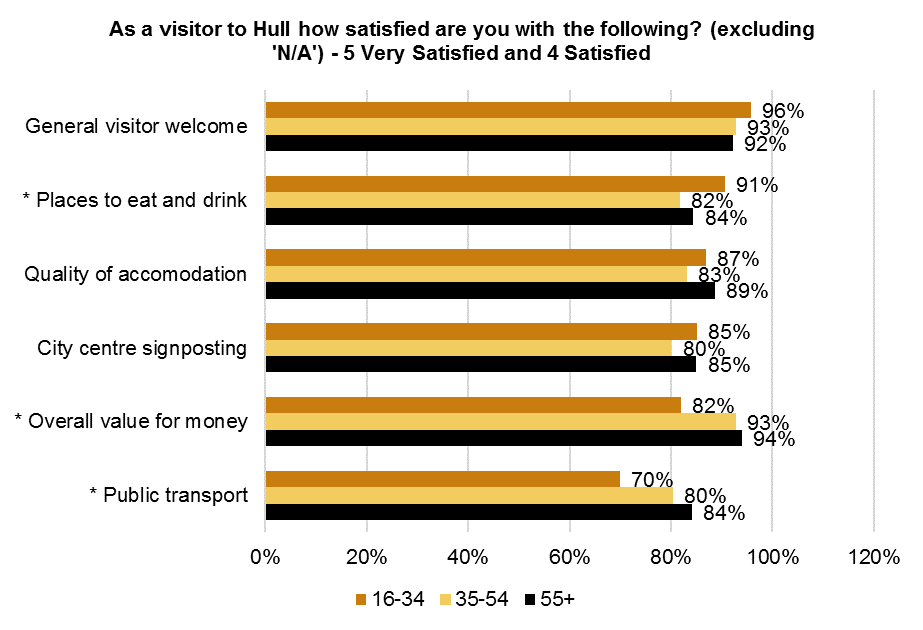 As a visitor to Hull how satisfied are you with the following? (excluding
'N/A') - 5 Very Satisfied and 4 Satisfied
General visitor welcome
96%
93%
92%
* Places to eat and drink
91%
82%
84%
Quality of accomodation
87%
83%
89%
City centre signposting
85%
80%
85%
* Overall value for money
82%
93%
94%
* Public transport
70%
80%
84%
0% 20% 40% 60% 80% 100% 120%
16-34 35-54 55+